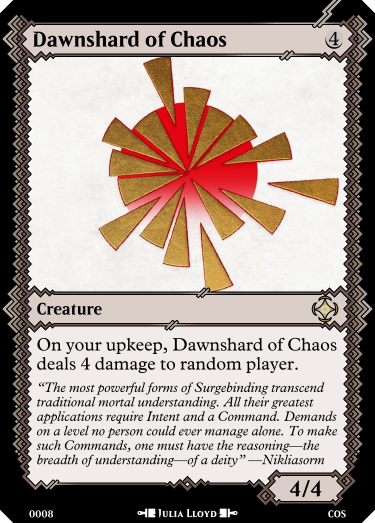 Dawnshard of Chaos 4
Creature
On your upkeep, Dawnshard of Chaos
deals 4 damage to random player.
“The most powerful forms of Surgebinding transcend
traditional mortal understanding. All their greatest
applications require Intent and a Command. Demands
on a level no person could ever manage alone. To make
such Commands, one must have the reasoning—the
breadth of understanding—of a deity” —Nikliasorm
4/4
0008 Julia Lloyd COS